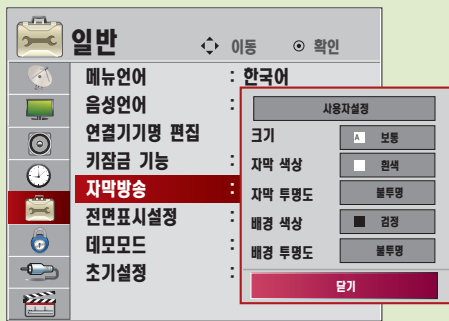 일반 이동 확인
메뉴언어 : 한국어
음성언어 :
연결기기명 편집
키잠금 기능 :
자막방송 :
전면표시설정 :
데모모드 :
초기설정 :
사용자설정
크기 A 보통
자막 색상 흰색
자막 투명도 불투명
배경 색상 검정
배경 투명도 불투명
닫기